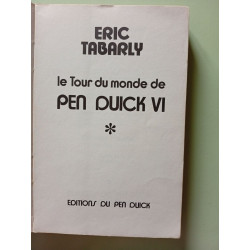 ERIC
TABARLY
le Tour du monde de
PEN DUICK VI
*
EDITIONS DU PEN DUICK